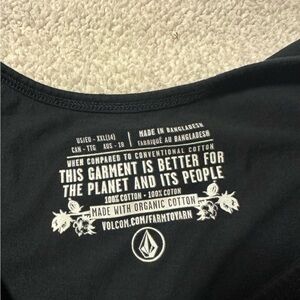 US/EU - XXL(14) MADE IN BANGLADESH
CAN - TTG AUS - 18 FABRIQUÉ AU BANGLADESH
WHEN COMPARED TO CONVENTIONAL COTTON
THIS GARMENT IS BETTER FOR
THE PLANET AND ITS PEOPLE
100% COTTON • 100% COTON
MADE WITH ORGANIC COTTON
VOLCOM.COM/FARMTOYARN